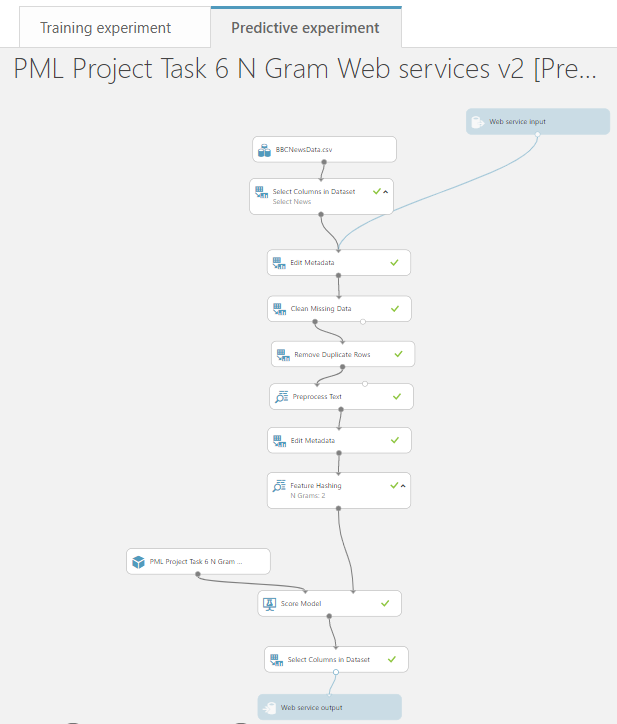 Training experiment
Predictive experiment
PML Project Task 6 N Gram Web services v2 [Pre...
Web service input
BBCNewsData.csv
Select Columns in Dataset
Select News
Edit Metadata
Clean Missing Data
Remove Duplicate Rows
Preprocess Text
Edit Metadata
Feature Hashing
N Grams: 2
PML Project Task 6 N Gram ...
Score Model
Select Columns in Dataset
Web service output